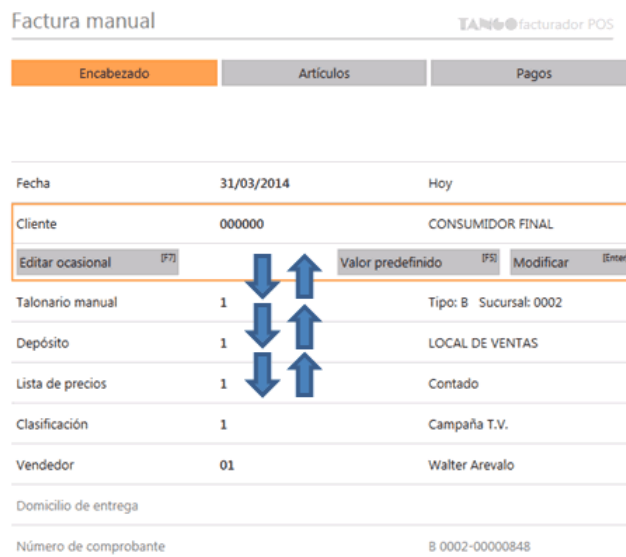 Factura manual TANGO facturador POS
Encabezado Artículos Pagos
Fecha 31/03/2014 Hoy
Cliente 000000 CONSUMIDOR FINAL
Editar ocasional [F7] Valor predefinido [F5] Modificar [Enter
Talonario manual 1 Tipo: B Sucursal: 0002
Depósito 1 LOCAL DE VENTAS
Lista de precios 1 Contado
Clasificación 1 Campaña T.V.
Vendedor 01 Walter Arevalo
Domicilio de entrega
Número de comprobante B 0002-00000848